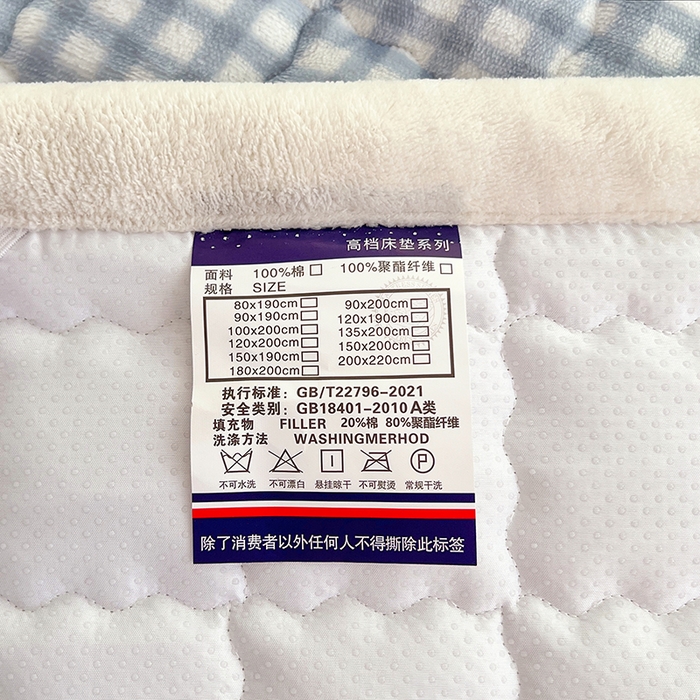 高档床垫系列
面料 100%棉 100%聚酯纤维
规格 SIZE
80x190cm 90x200cm
90x190cm 120x190cm
100x200cm 135x200cm
120x200cm 150x200cm
150x190cm 200x220cm
180x200cm
执行标准: GB/T22796-2021
安全类别: GB18401-2010 A类
填充物 FILLER 20%棉 80%聚酯纤维
洗涤方法 WASHINGMERHOD
P
不可水洗 不可漂白 悬挂晾干 不可熨烫 常规干洗
除了消费者以外任何人不得撕除此标签